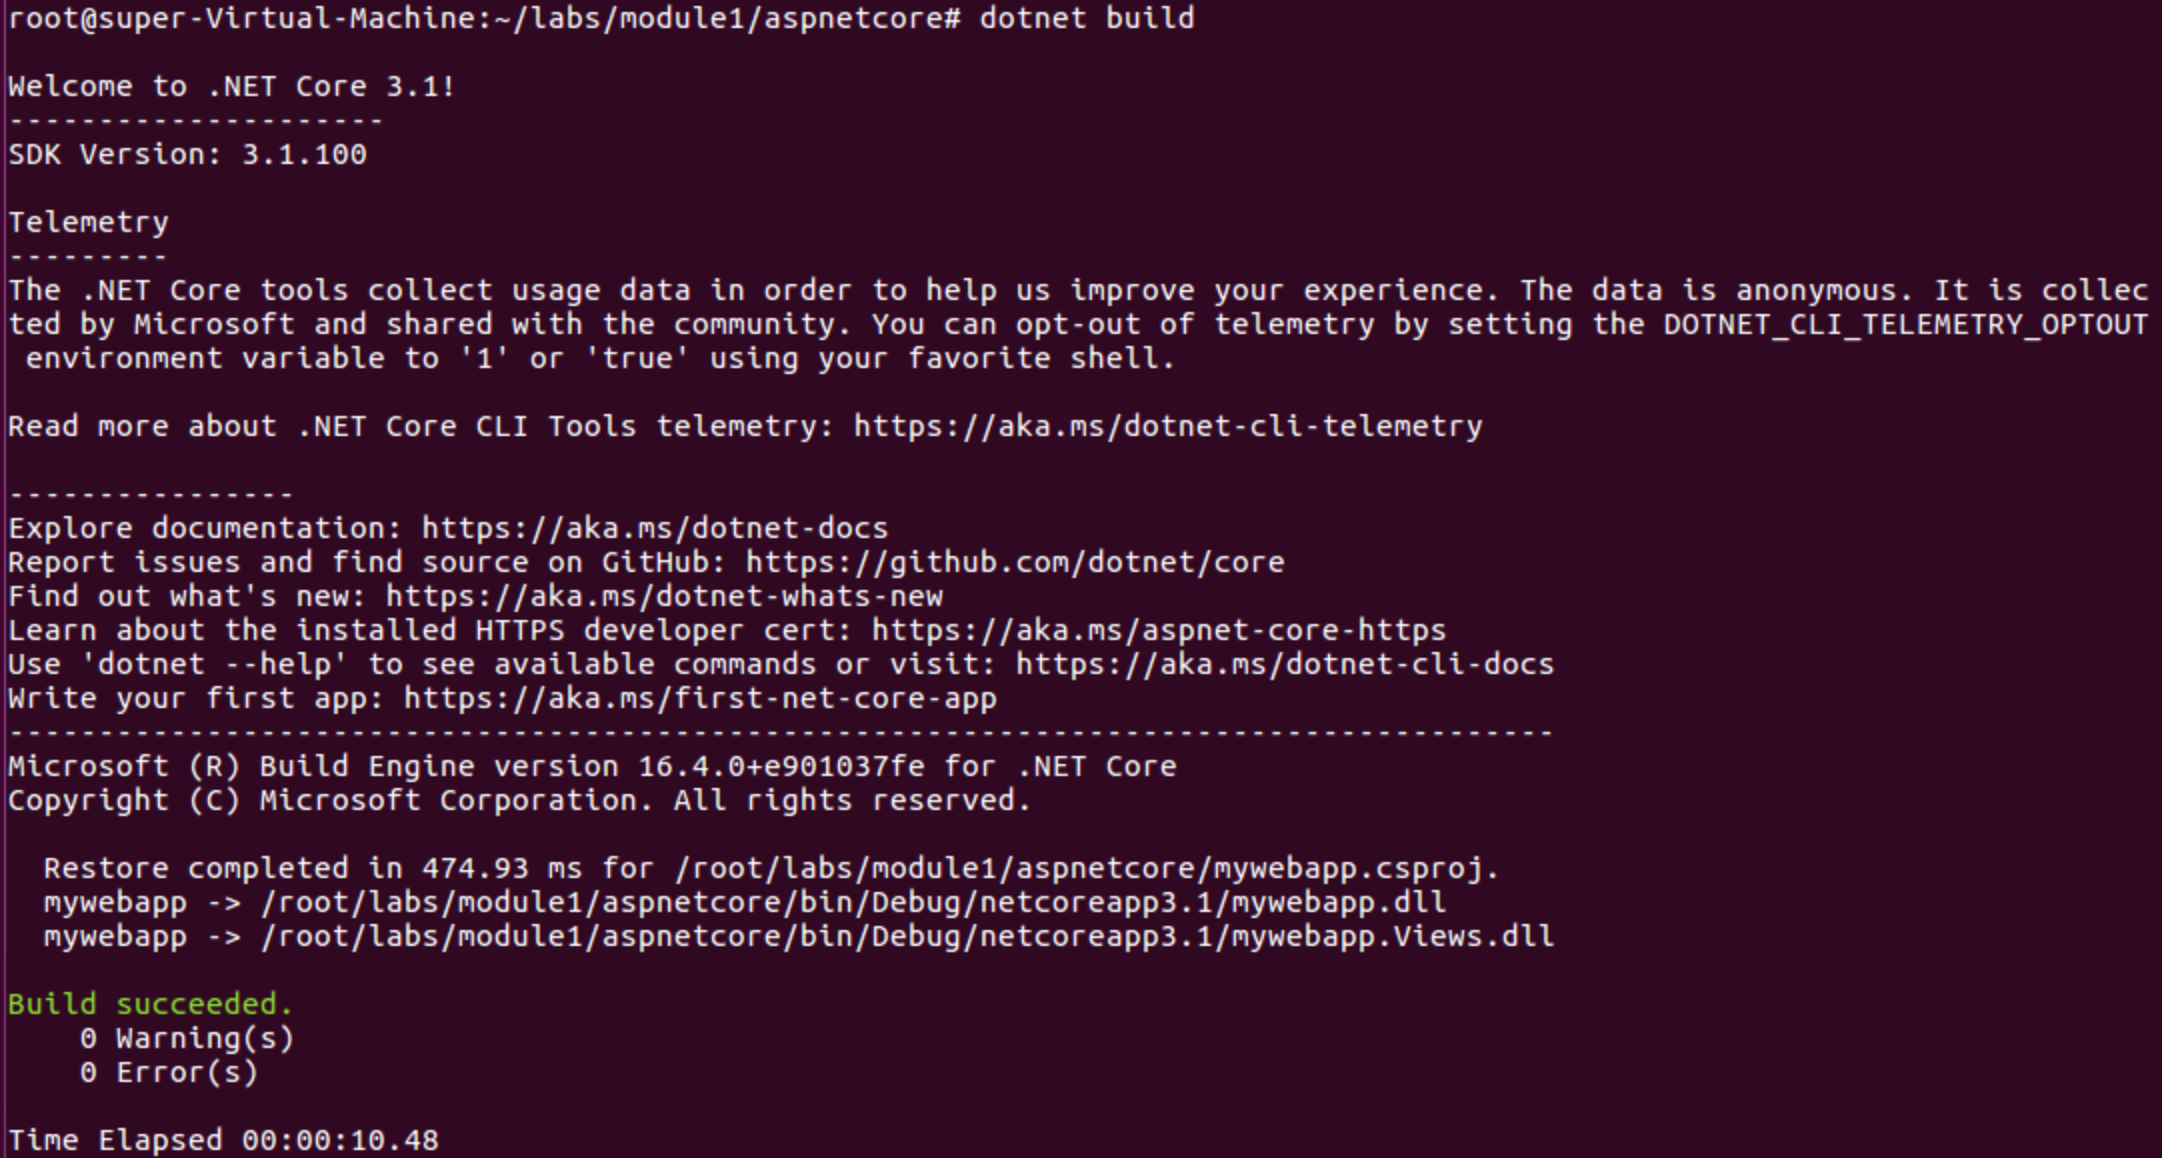 root@super-Virtual-Machine:~/labs/module1/aspnetcore# dotnet build
Welcome to .NET Core 3.1!
---------------------
SDK Version: 3.1.100
Telemetry
---------
The .NET Core tools collect usage data in order to help us improve your experience. The data is anonymous. It is collec
ted by Microsoft and shared with the community. You can opt-out of telemetry by setting the DOTNET_CLI_TELEMETRY_OPTOUT
 environment variable to '1' or 'true' using your favorite shell.
Read more about .NET Core CLI Tools telemetry: https://aka.ms/dotnet-cli-telemetry
----------------
Explore documentation: https://aka.ms/dotnet-docs
Report issues and find source on GitHub: https://github.com/dotnet/core
Find out what's new: https://aka.ms/dotnet-whats-new
Learn about the installed HTTPS developer cert: https://aka.ms/aspnet-core-https
Use 'dotnet --help' to see available commands or visit: https://aka.ms/dotnet-cli-docs
Write your first app: https://aka.ms/first-net-core-app
--------------------------------------------------------------------------------------
Microsoft (R) Build Engine version 16.4.0+e901037fe for .NET Core
Copyright (C) Microsoft Corporation. All rights reserved.
  Restore completed in 474.93 ms for /root/labs/module1/aspnetcore/mywebapp.csproj.
  mywebapp -> /root/labs/module1/aspnetcore/bin/Debug/netcoreapp3.1/mywebapp.dll
  mywebapp -> /root/labs/module1/aspnetcore/bin/Debug/netcoreapp3.1/mywebapp.Views.dll
Build succeeded.
    0 Warning(s)
    0 Error(s)
Time Elapsed 00:00:10.48